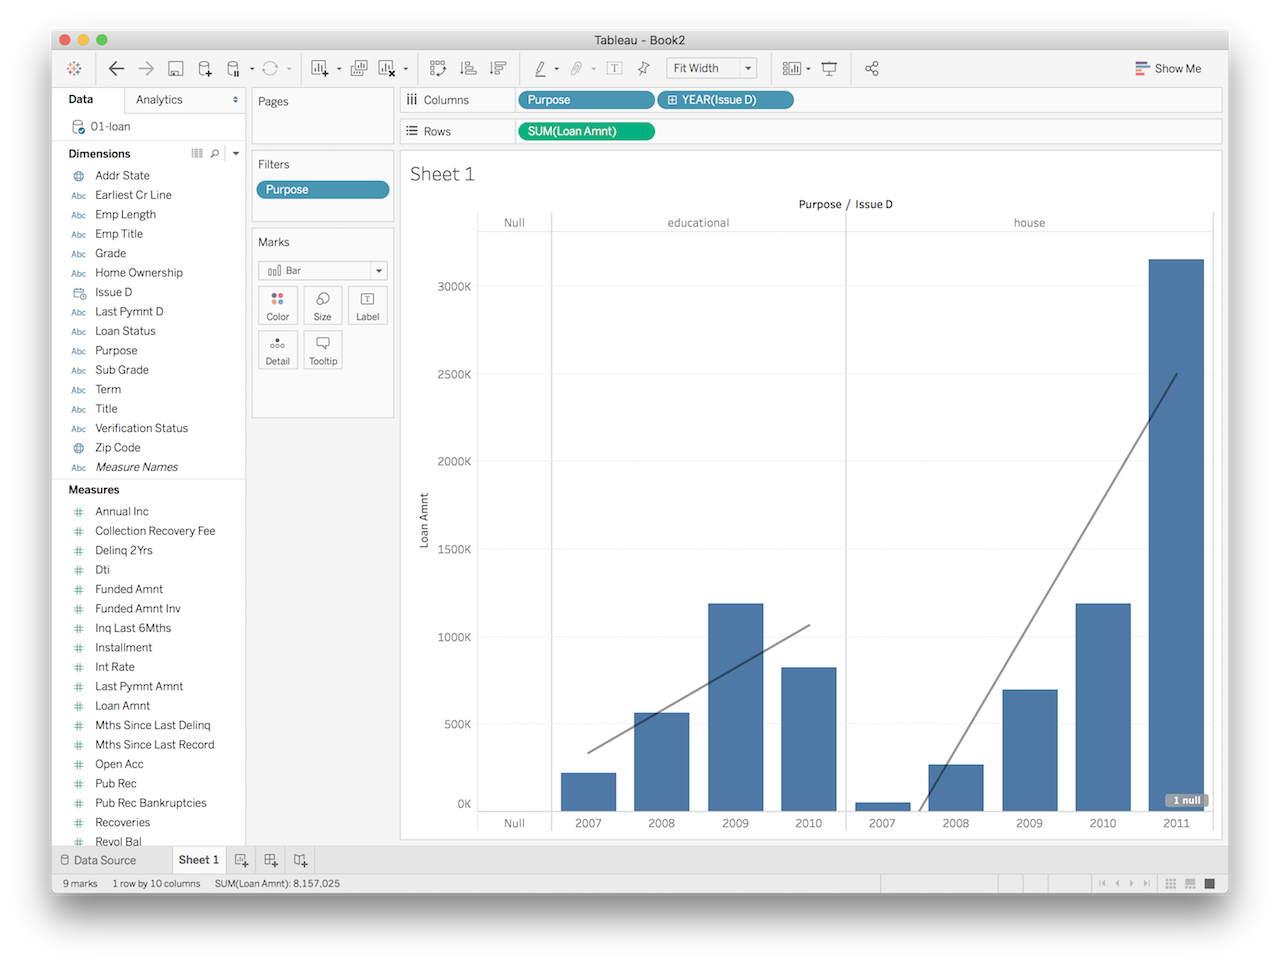 Tableau - Book2
Fit Width
Show Me
Data
Analytics
01-loan
Dimensions
Abc Addr State
Abc Earliest Cr Line
Abc Emp Length
Abc Emp Title
Abc Grade
Abc Home Ownership
Issue D
Abc Last Pymnt D
Abc Loan Status
Abc Purpose
Abc Sub Grade
Abc Term
Abc Title
Abc Verification Status
Zip Code
Abc Measure Names
Measures
# Annual Inc
# Collection Recovery Fee
# Delinq 2Yrs
# Dti
# Funded Amnt
# Funded Amnt Inv
# Inq Last 6Mths
# Installment
# Int Rate
# Last Pymnt Amnt
# Loan Amnt
# Mths Since Last Delinq
# Mths Since Last Record
# Open Acc
# Pub Rec
# Pub Rec Bankruptcies
# Recoveries
# Revol Bal
Pages
Filters
Purpose
Marks
Bar
Color
Size
T
Label
Detail
Tooltip
Columns
Purpose
YEAR(Issue D)
Rows
SUM(Loan Amnt)
Sheet 1
Purpose / Issue D
Null educational house
3000K
2500K
2000K
1500K
1000K
500K
0K
Loan Amnt
1 null
Null 2007 2008 2009 2010 2007 2008 2009 2010 2011
Data Source
Sheet 1
9 marks 1 row by 10 columns SUM(Loan Amnt): 8,157,025